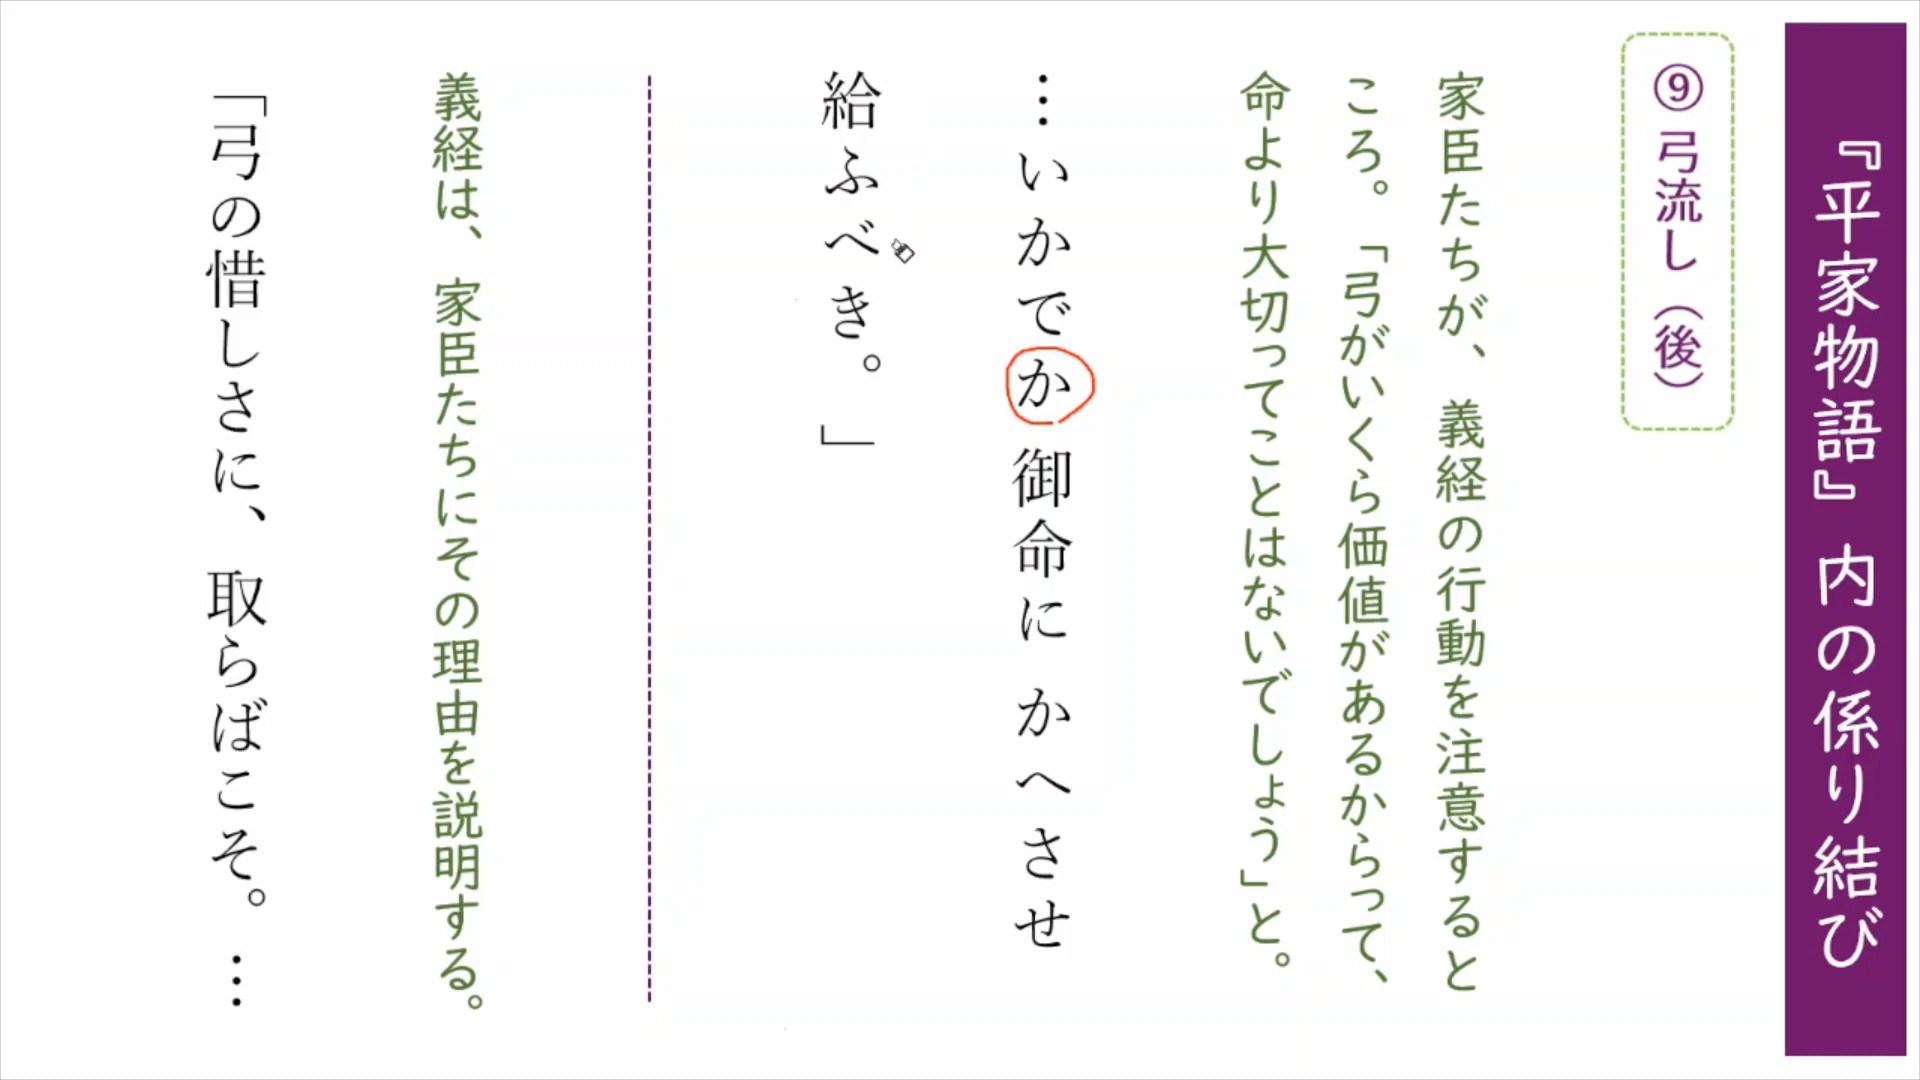 『平家物語』内の係り結び
⑨弓流し（後）
家臣たちが、義経の行動を注意すると
ころ。「弓がいくら価値があるからって、
命より大切ってことはないでしょう」と。
…いかでか御命に かへさせ
給ふべき。」
義経は、家臣たちにその理由を説明する。
「弓の惜しさに、取らばこそ。…